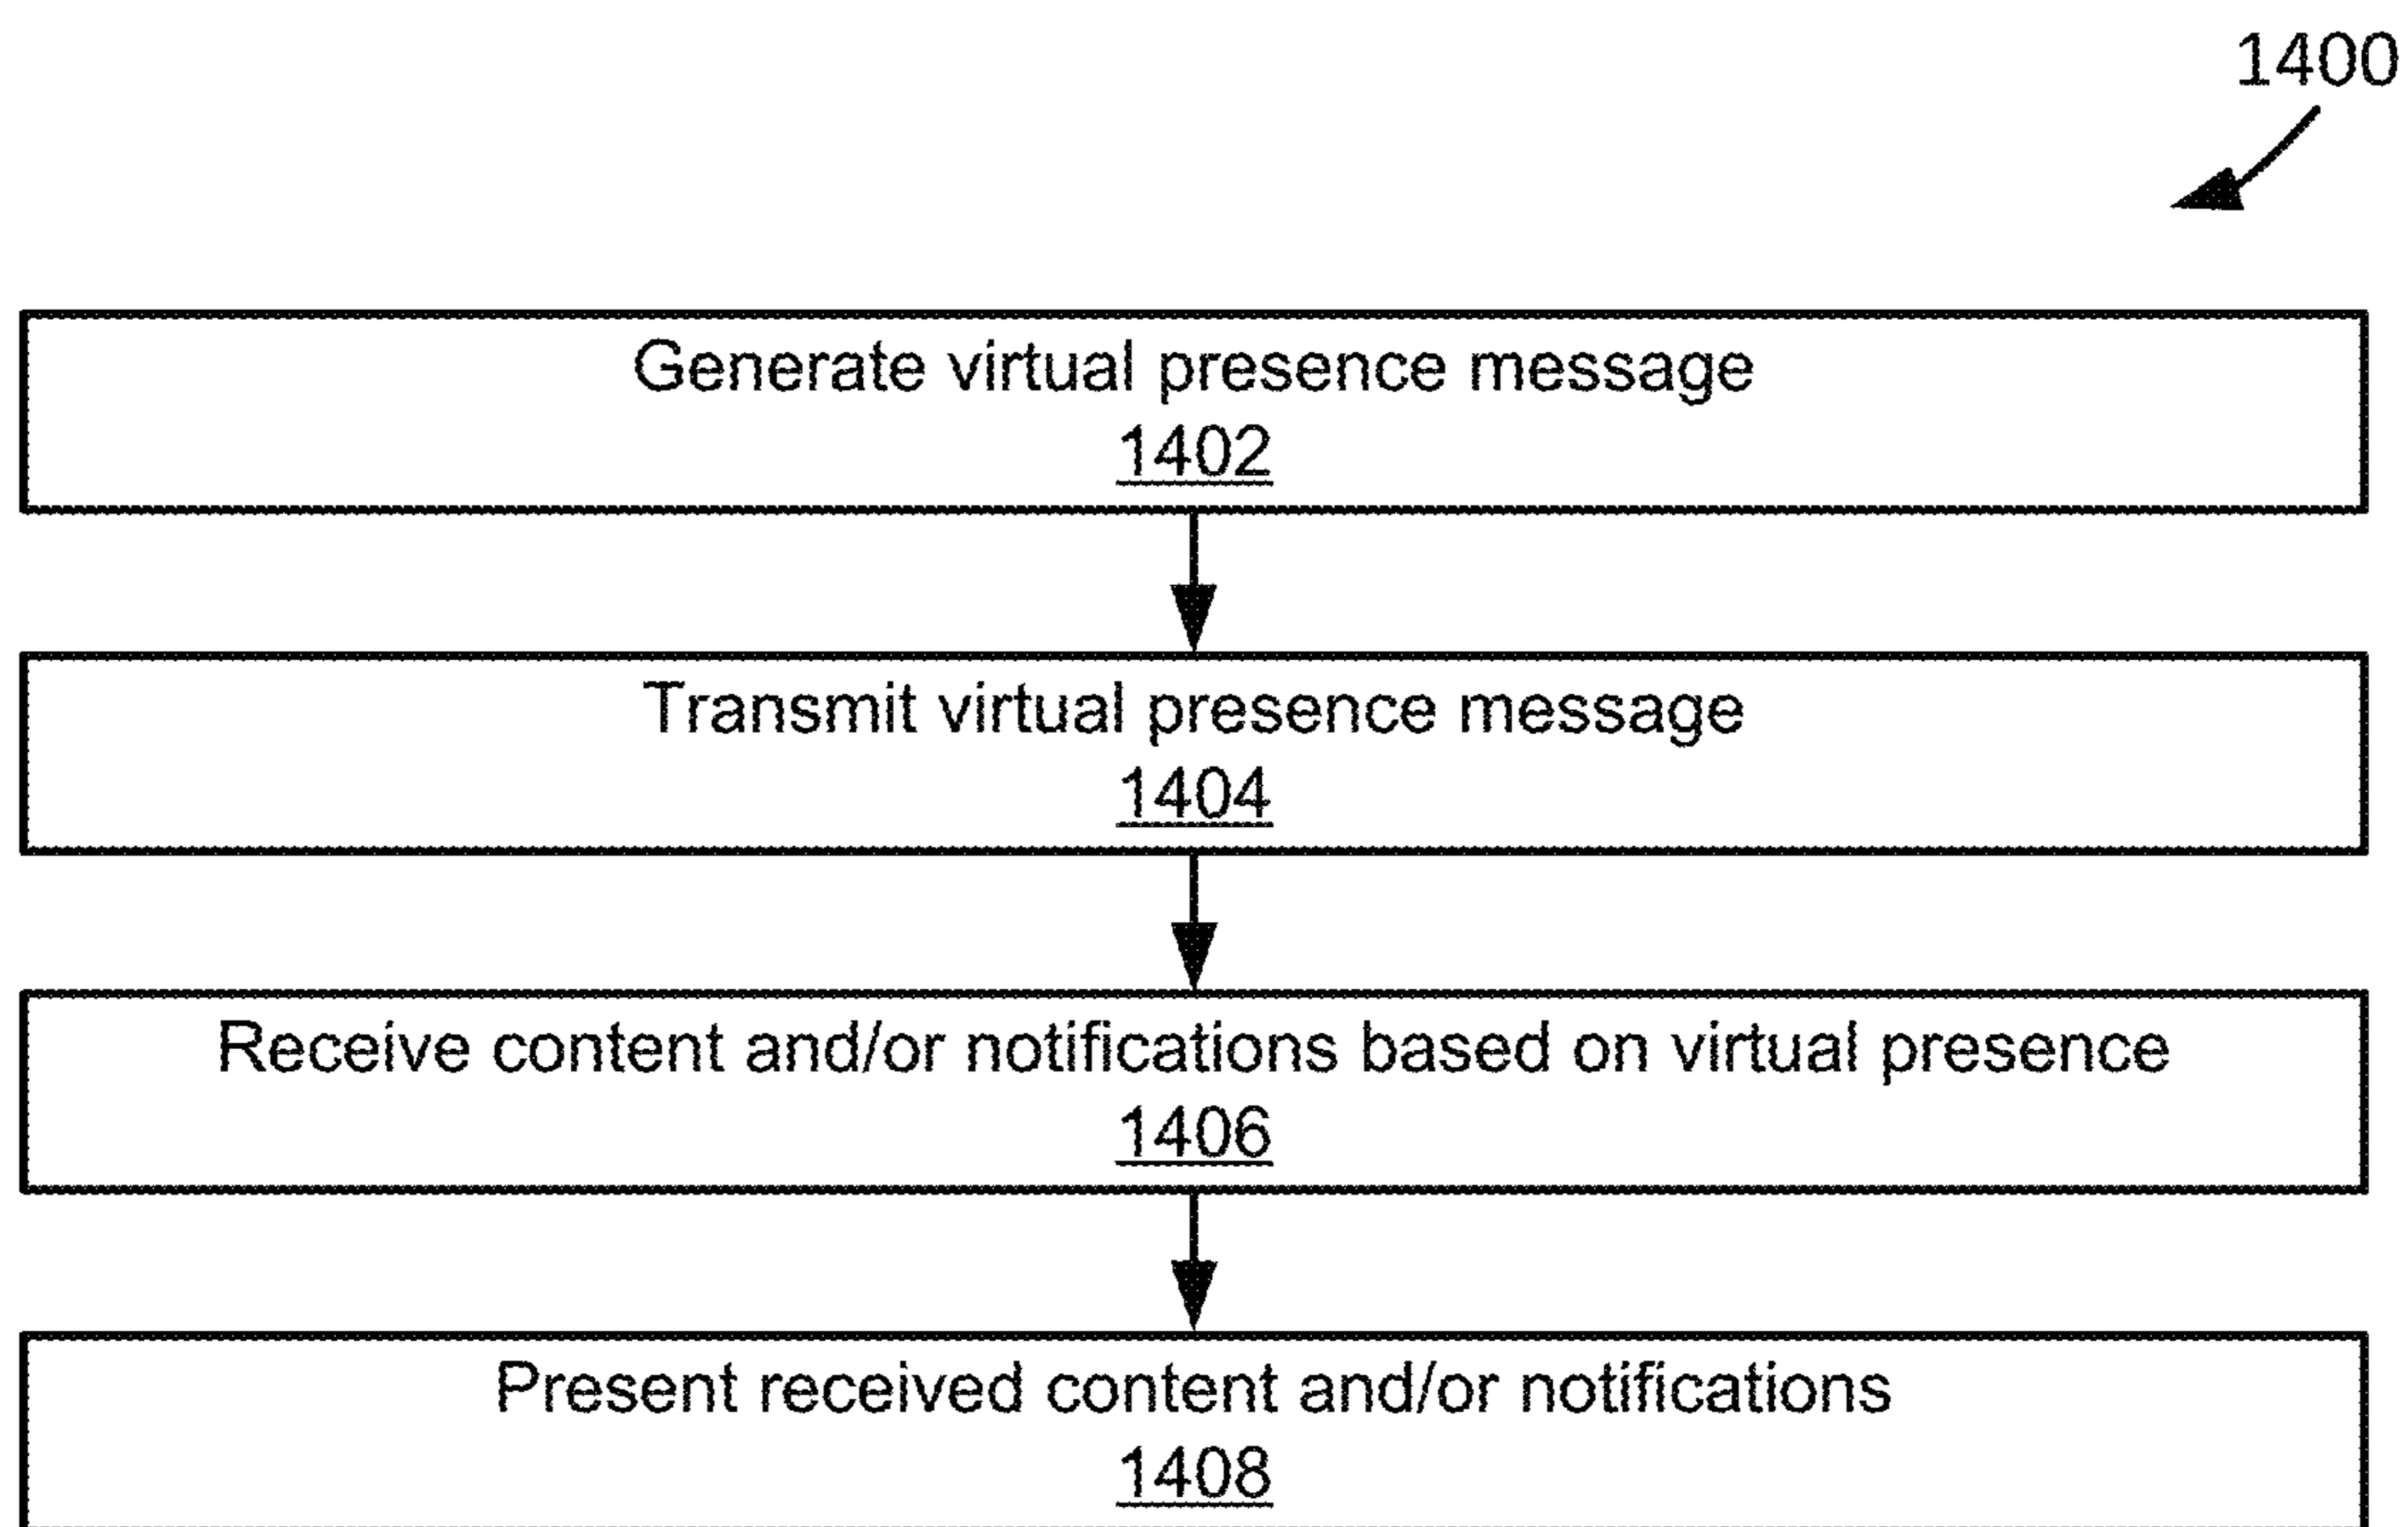 1400
Generate virtual presence message
1402
Transmit virtual presence message
1404
Receive content and/or notifications based on virtual presence
1406
Present received content and/or notifications
1408